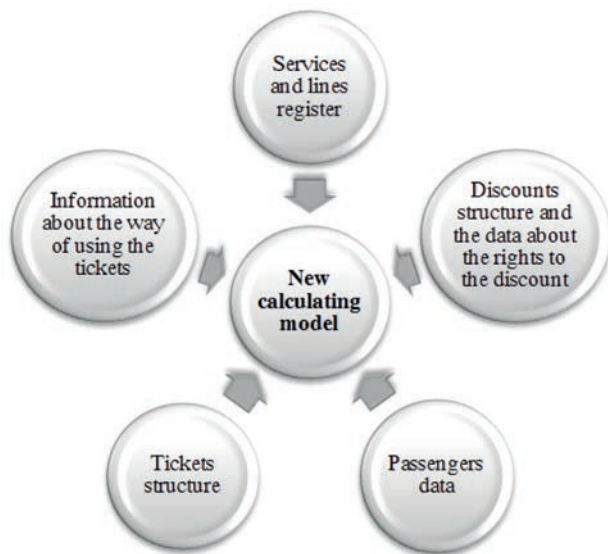 Services
and lines
register
Information
about the way
of using the
tickets
Discounts
structure and
the data about
the rights to
the discount
New
calculating
model
Tickets
structure
Passengers
data